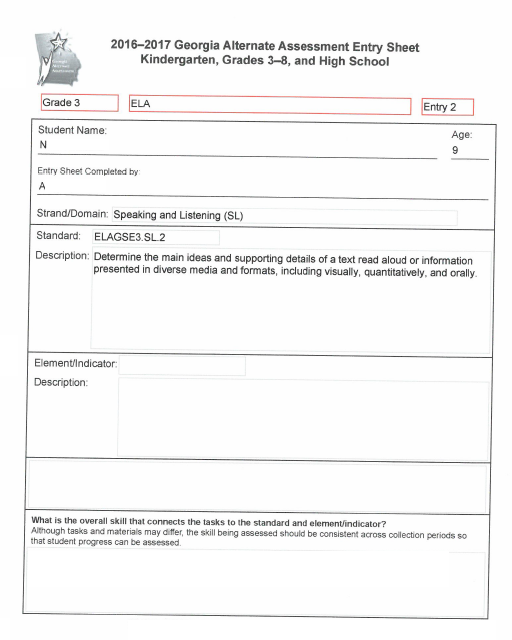 2016–2017 Georgia Alternate Assessment Entry Sheet
Kindergarten, Grades 3–8, and High School
Grade 3
ELA
Entry 2
Student Name:
Age:
N
9
Entry Sheet Completed by:
A
Strand/Domain: Speaking and Listening (SL)
Standard: ELAGSE3.SL.2
Description: Determine the main ideas and supporting details of a text read aloud or information
presented in diverse media and formats, including visually, quantitatively, and orally.
Element/Indicator:
Description:
What is the overall skill that connects the tasks to the standard and element/indicator?
Although tasks and materials may differ, the skill being assessed should be consistent across collection periods so
that student progress can be assessed.